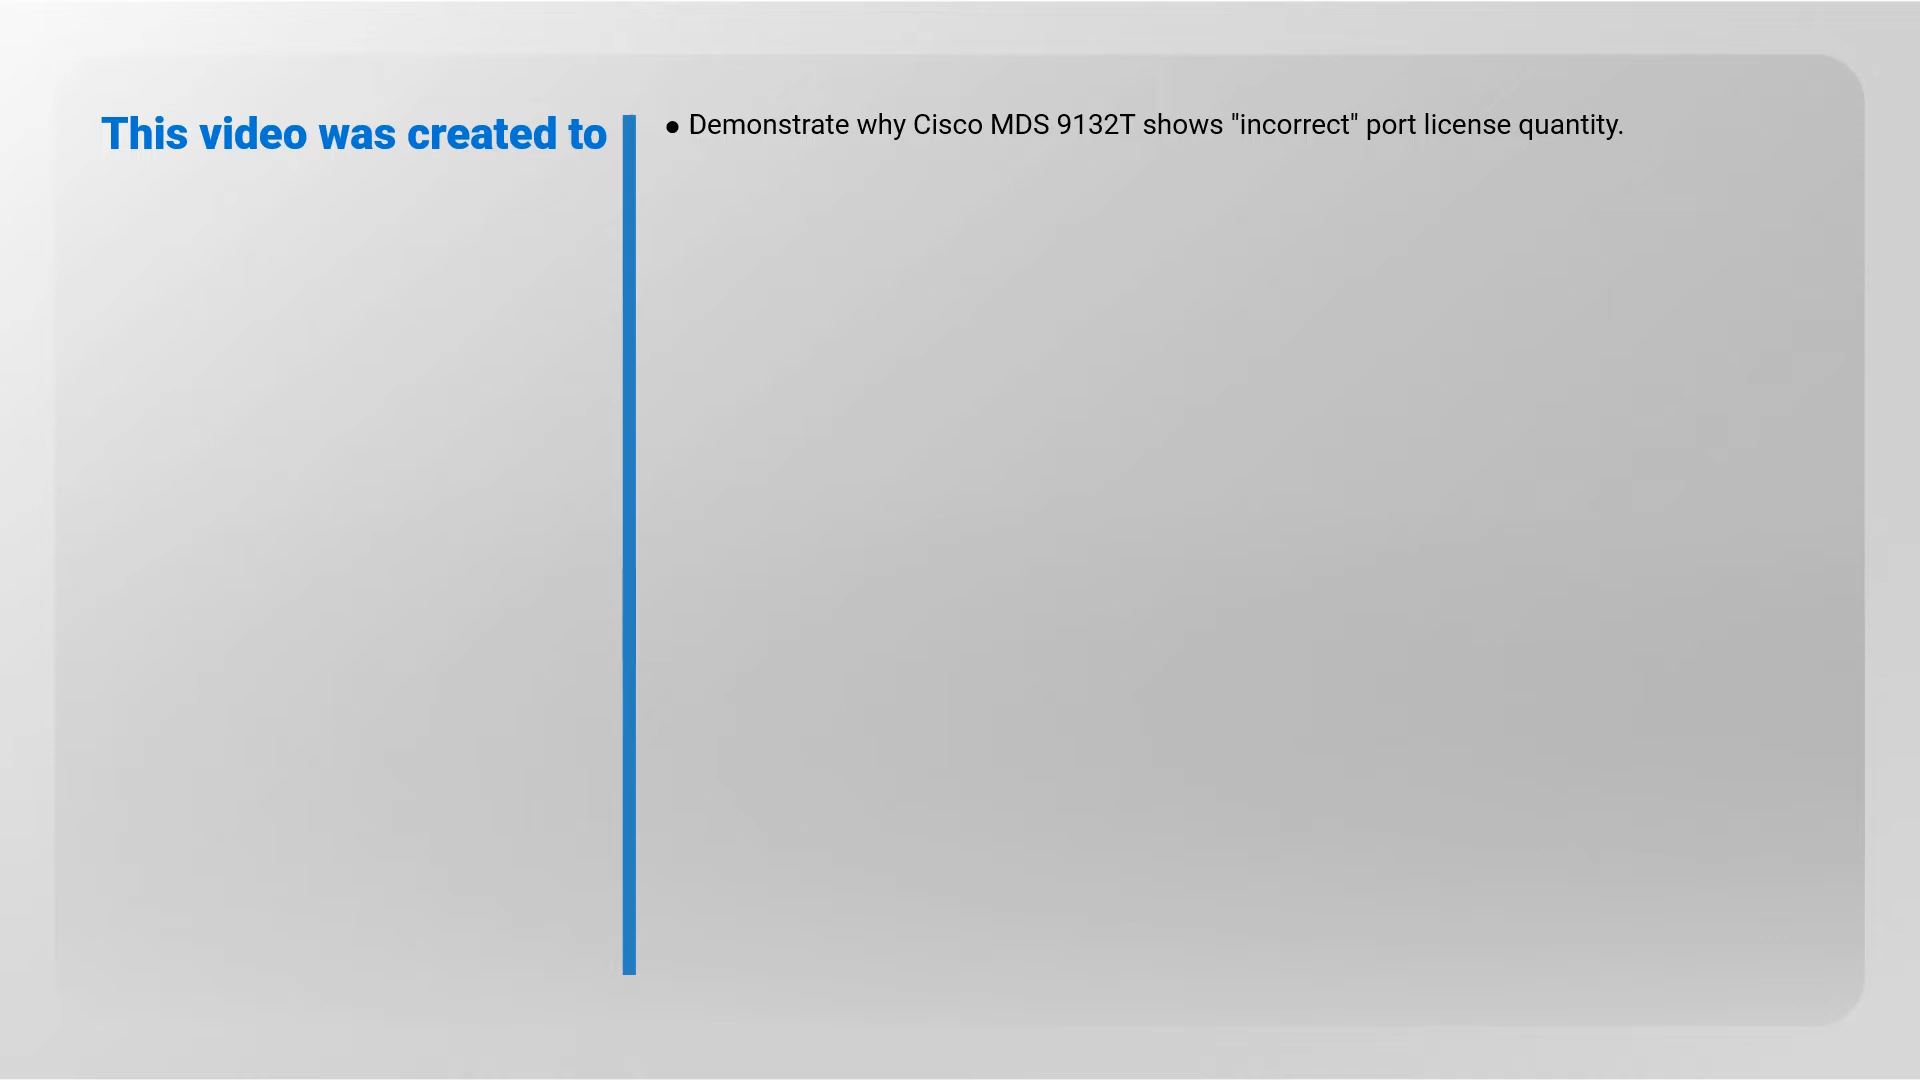 This video was created to
● Demonstrate why Cisco MDS 9132T shows "incorrect" port license quantity.